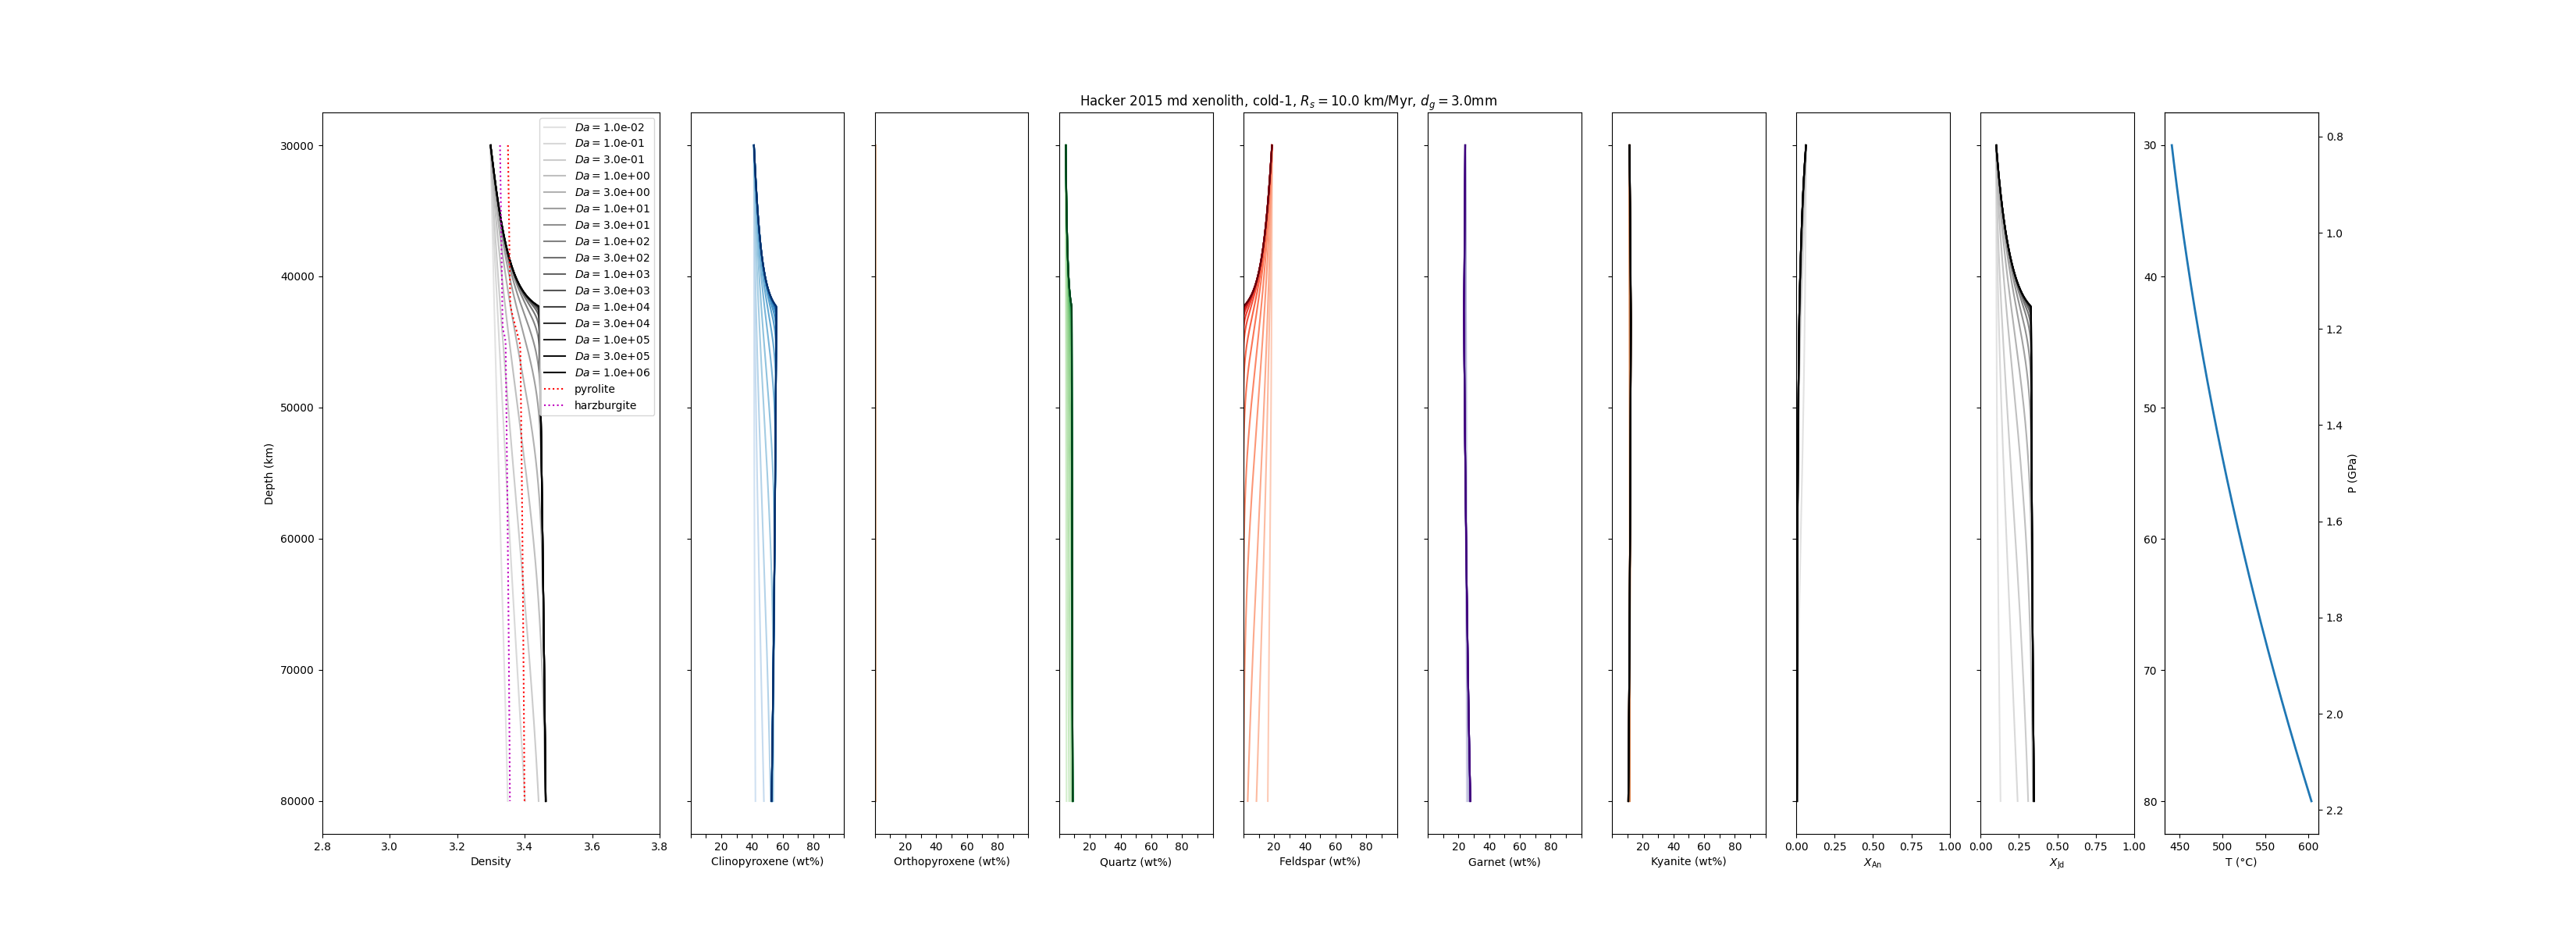 Hacker 2015 md xenolith, cold-1, R_s = 10.0 km/Myr, d_g = 3.0mm
Da = 1.0e-02
Da = 1.0e-01
Da = 3.0e-01
Da = 1.0e+00
Da = 3.0e+00
Da = 1.0e+01
Da = 3.0e+01
Da = 1.0e+02
Da = 3.0e+02
Da = 1.0e+03
Da = 3.0e+03
Da = 1.0e+04
Da = 3.0e+04
Da = 1.0e+05
Da = 3.0e+05
Da = 1.0e+06
pyrolite
harzburgite
Depth (km)
30000
40000
50000
60000
70000
80000
2.8 3.0 3.2 3.4 3.6 3.8
Density
20 40 60 80
Clinopyroxene (wt%)
20 40 60 80
Orthopyroxene (wt%)
20 40 60 80
Quartz (wt%)
20 40 60 80
Feldspar (wt%)
20 40 60 80
Garnet (wt%)
20 40 60 80
Kyanite (wt%)
0.00 0.25 0.50 0.75 1.00
X_An
0.00 0.25 0.50 0.75 1.00
X_Jd
30
40
50
60
70
80
450 500 550 600
T (°C)
0.8
1.0
1.2
1.4
1.6
1.8
2.0
2.2
P (GPa)